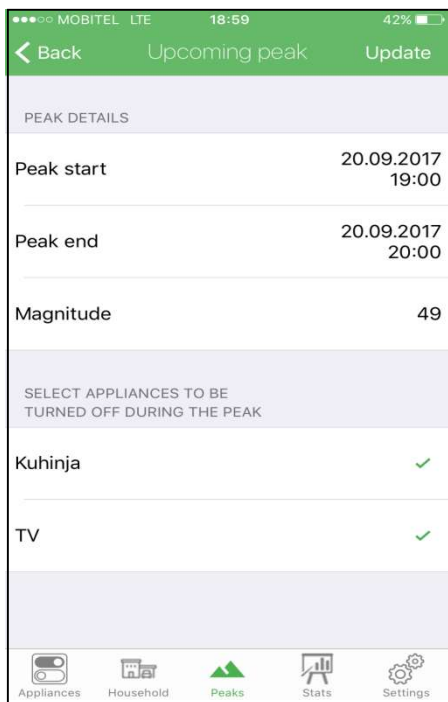 MOBITEL LTE 18:59 42%
Back Upcoming peak Update
PEAK DETAILS
Peak start 20.09.2017
19:00
Peak end 20.09.2017
20:00
Magnitude 49
SELECT APPLIANCES TO BE
TURNED OFF DURING THE PEAK
Kuhinja
TV
Appliances Household Peaks Stats Settings